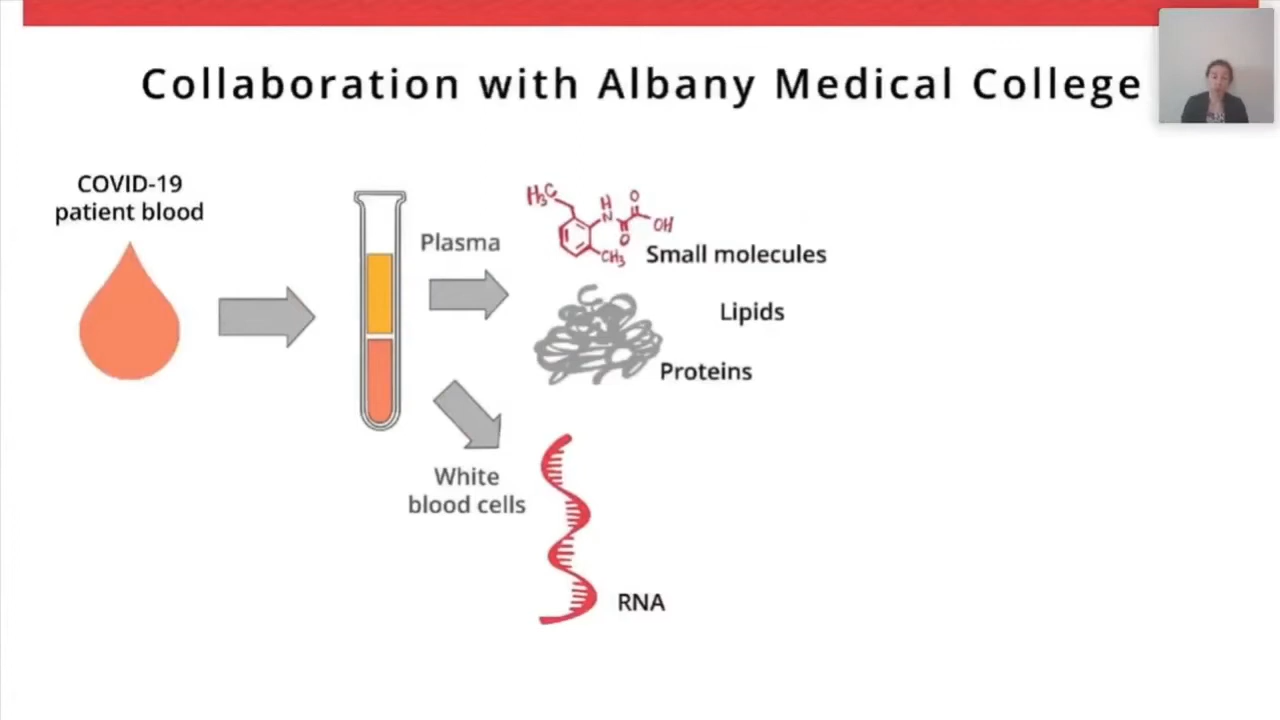 Collaboration with Albany Medical College
COVID-19
patient blood
Plasma
H₃C
H
N
O
OH
O
CH₃
Small molecules
Lipids
Proteins
White
blood cells
RNA